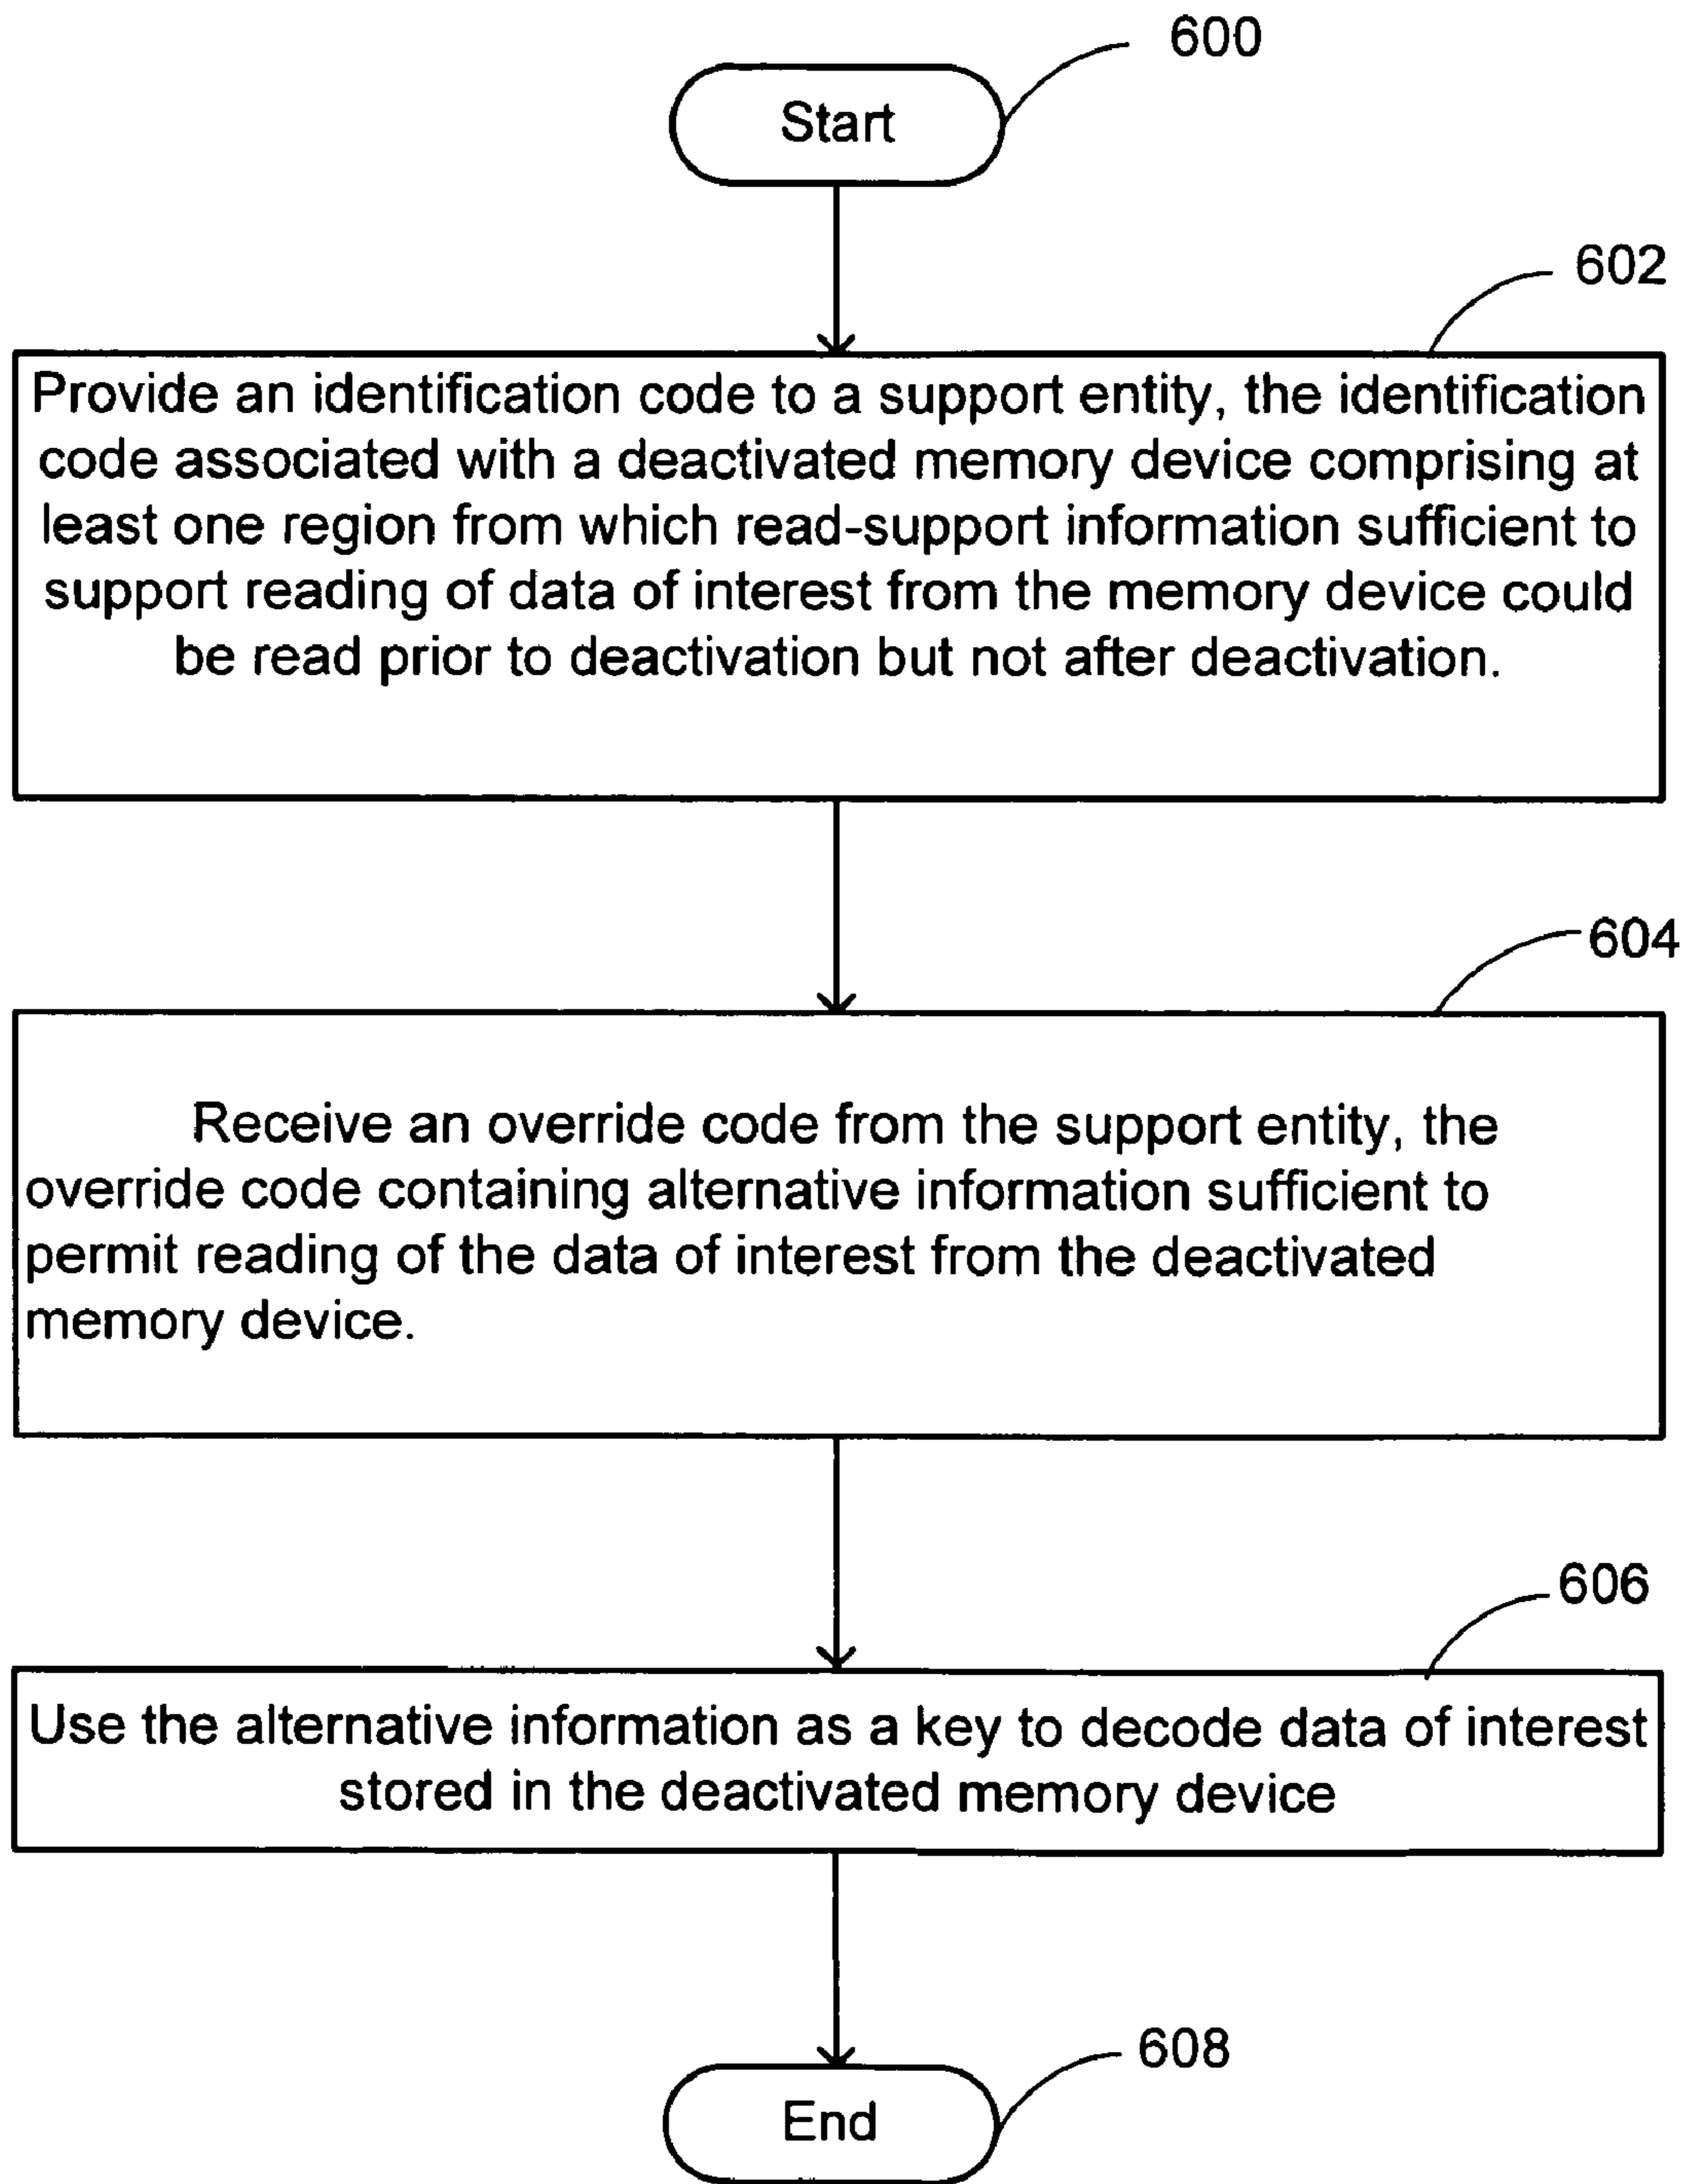 600
Start
602
Provide an identification code to a support entity, the identification
code associated with a deactivated memory device comprising at
least one region from which read-support information sufficient to
support reading of data of interest from the memory device could
be read prior to deactivation but not after deactivation.
604
Receive an override code from the support entity, the
override code containing alternative information sufficient to
permit reading of the data of interest from the deactivated
memory device.
606
Use the alternative information as a key to decode data of interest
stored in the deactivated memory device
608
End